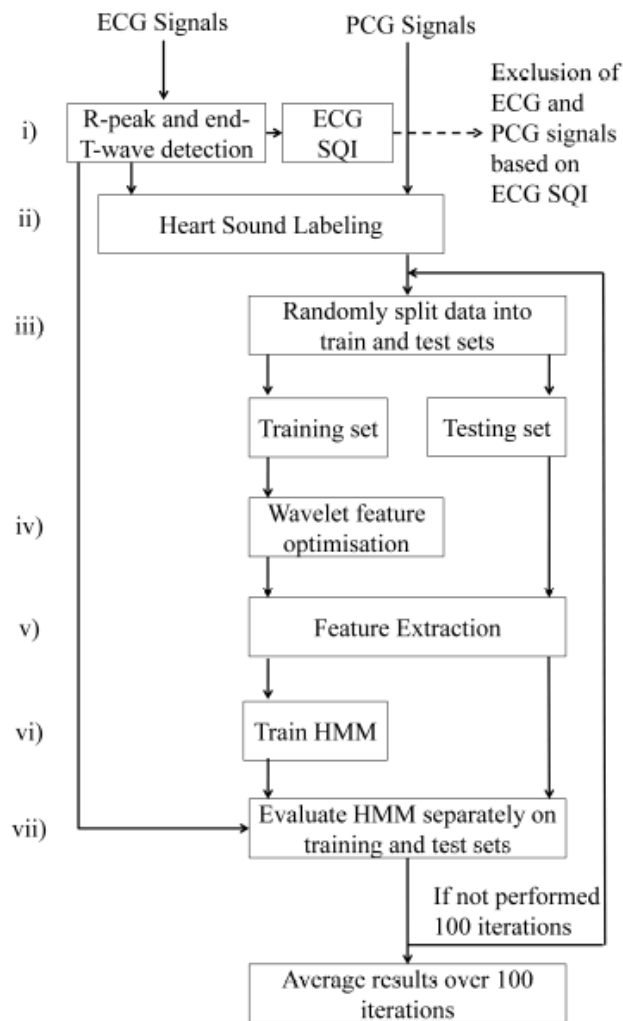 ECG Signals
PCG Signals
i)
R-peak and end-
T-wave detection
ECG
SQI
Exclusion of
ECG and
PCG signals
based on
ECG SQI
ii)
Heart Sound Labeling
iii)
Randomly split data into
train and test sets
Training set
Testing set
iv)
Wavelet feature
optimisation
v)
Feature Extraction
vi)
Train HMM
vii)
Evaluate HMM separately on
training and test sets
If not performed
100 iterations
Average results over 100
iterations